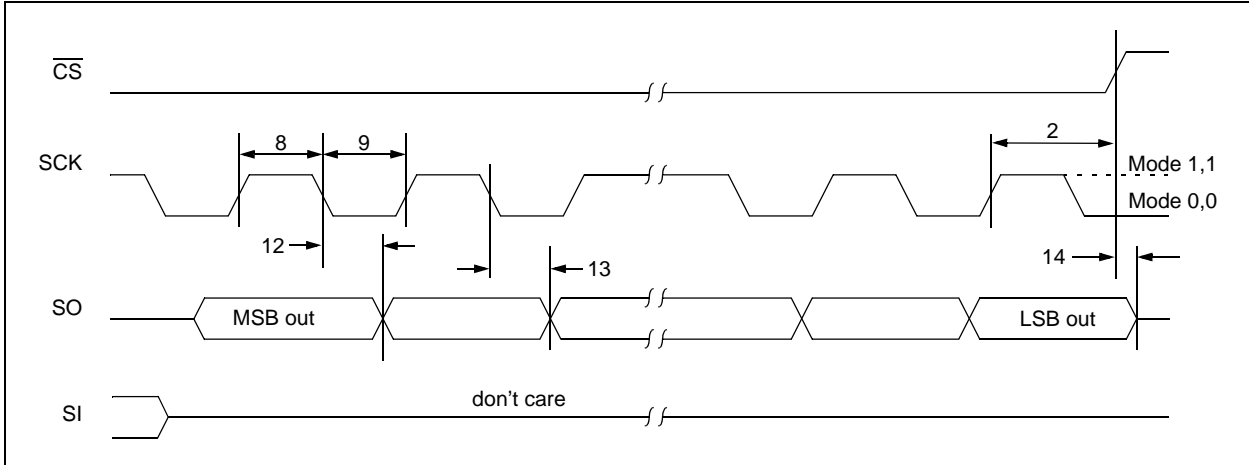 CS
SCK
8
9
2
Mode 1,1
Mode 0,0
12
13
14
SO
MSB out
LSB out
SI
don't care